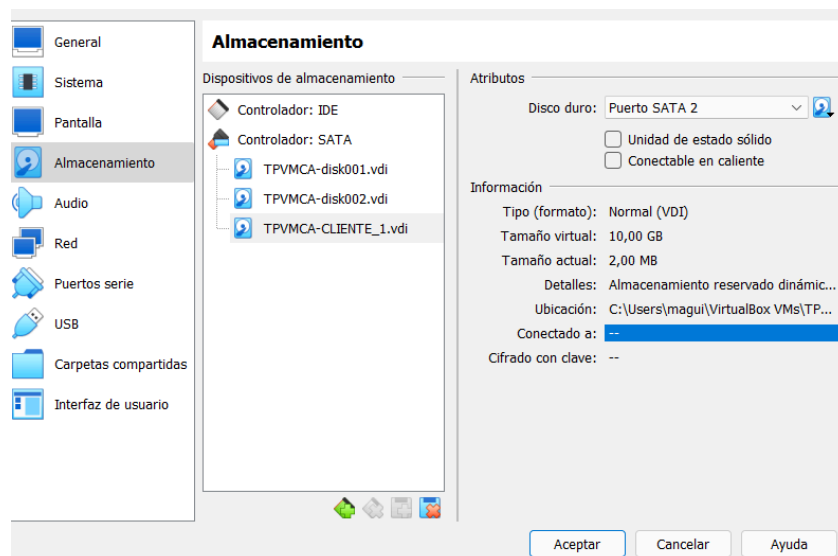 General
Sistema
Pantalla
Almacenamiento
Audio
Red
Puertos serie
USB
Carpetas compartidas
Interfaz de usuario
Almacenamiento
Dispositivos de almacenamiento
Controlador: IDE
Controlador: SATA
TPVMCA-disk001.vdi
TPVMCA-disk002.vdi
TPVMCA-CLIENTE_1.vdi
Atributos
Disco duro: Puerto SATA 2
Unidad de estado sólido
Conectable en caliente
Información
Tipo (formato): Normal (VDI)
Tamaño virtual: 10,00 GB
Tamaño actual: 2,00 MB
Detalles: Almacenamiento reservado dinámic...
Ubicación: C:\Users\magui\VirtualBox VMs\TP...
Conectado a: --
Cifrado con clave: --
Aceptar Cancelar Ayuda